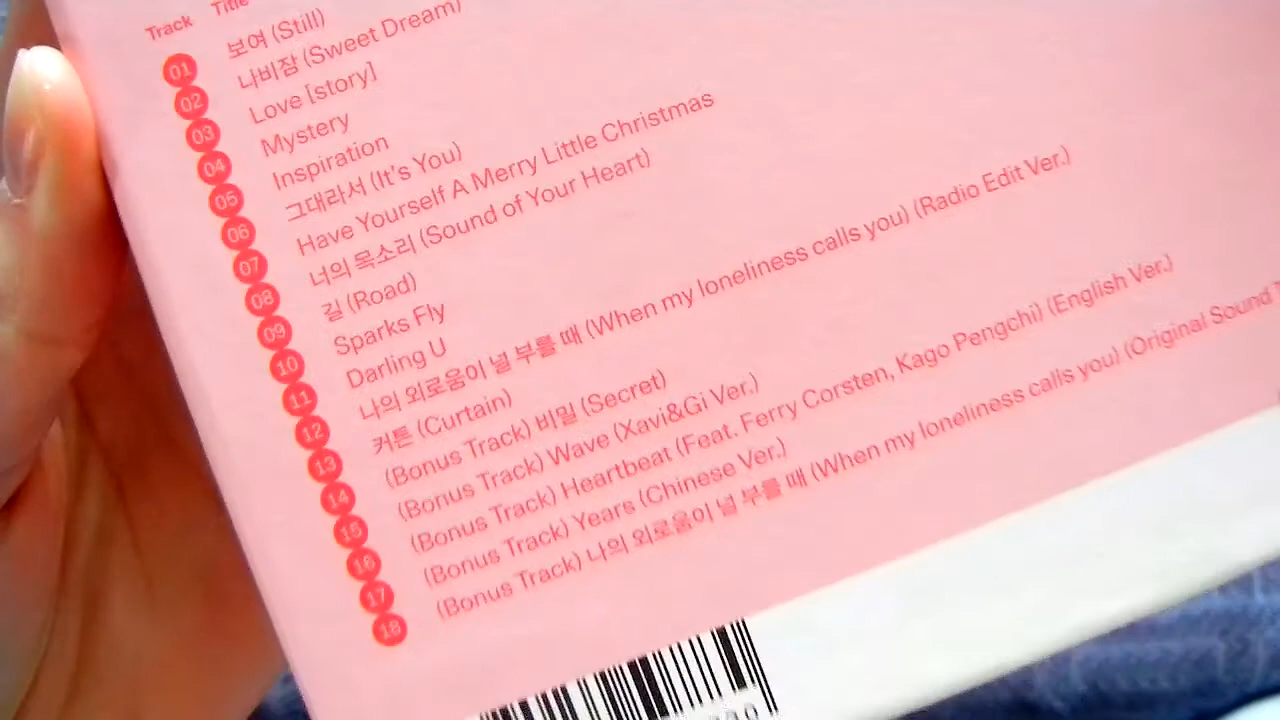 Track Title
01 보여 (Still)
02 나비잠 (Sweet Dream)
03 Love [story]
04 Mystery
05 Inspiration
06 그대라서 (It's You)
07 Have Yourself A Merry Little Christmas
08 너의 목소리 (Sound of Your Heart)
09 길 (Road)
10 Sparks Fly
11 Darling U
12 나의 외로움이 널 부를 때 (When my loneliness calls you) (Radio Edit Ver.)
13 커튼 (Curtain)
14 (Bonus Track) 비밀 (Secret)
15 (Bonus Track) Wave (Xavi&Gi Ver.)
16 (Bonus Track) Heartbeat (Feat. Ferry Corsten, Kago Pengchi) (English Ver.)
17 (Bonus Track) Years (Chinese Ver.)
18 (Bonus Track) 나의 외로움이 널 부를 때 (When my loneliness calls you) (Original Sound